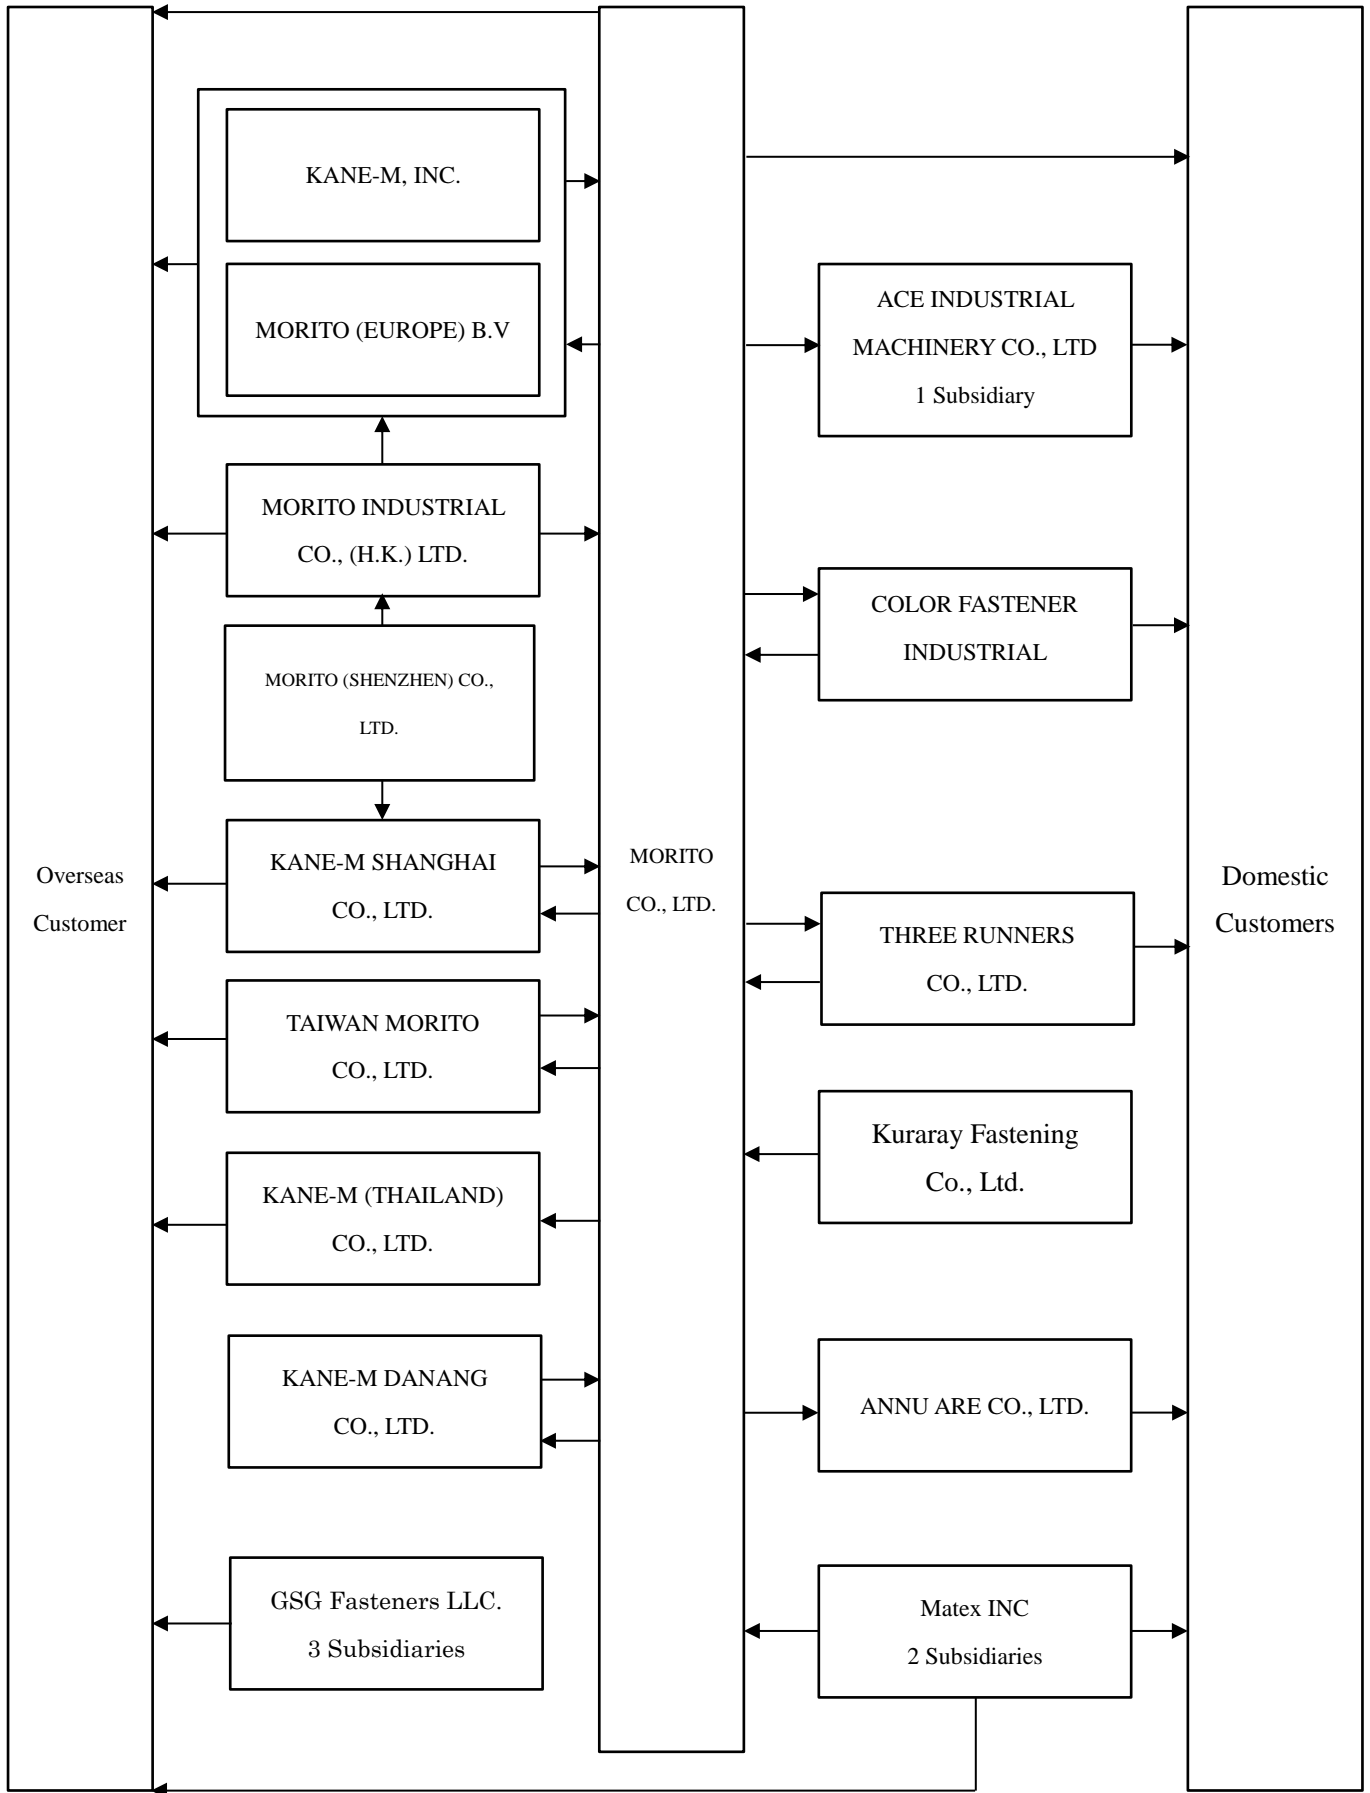 Overseas
Customer
KANE-M, INC.
MORITO (EUROPE) B.V
MORITO INDUSTRIAL
CO., (H.K.) LTD.
MORITO (SHENZHEN) CO.,
LTD.
KANE-M SHANGHAI
CO., LTD.
TAIWAN MORITO
CO., LTD.
KANE-M (THAILAND)
CO., LTD.
KANE-M DANANG
CO., LTD.
GSG Fasteners LLC.
3 Subsidiaries
MORITO
CO., LTD.
ACE INDUSTRIAL
MACHINERY CO., LTD
1 Subsidiary
COLOR FASTENER
INDUSTRIAL
THREE RUNNERS
CO., LTD.
Kuraray Fastening
Co., Ltd.
ANNU ARE CO., LTD.
Matex INC
2 Subsidiaries
Domestic
Customers